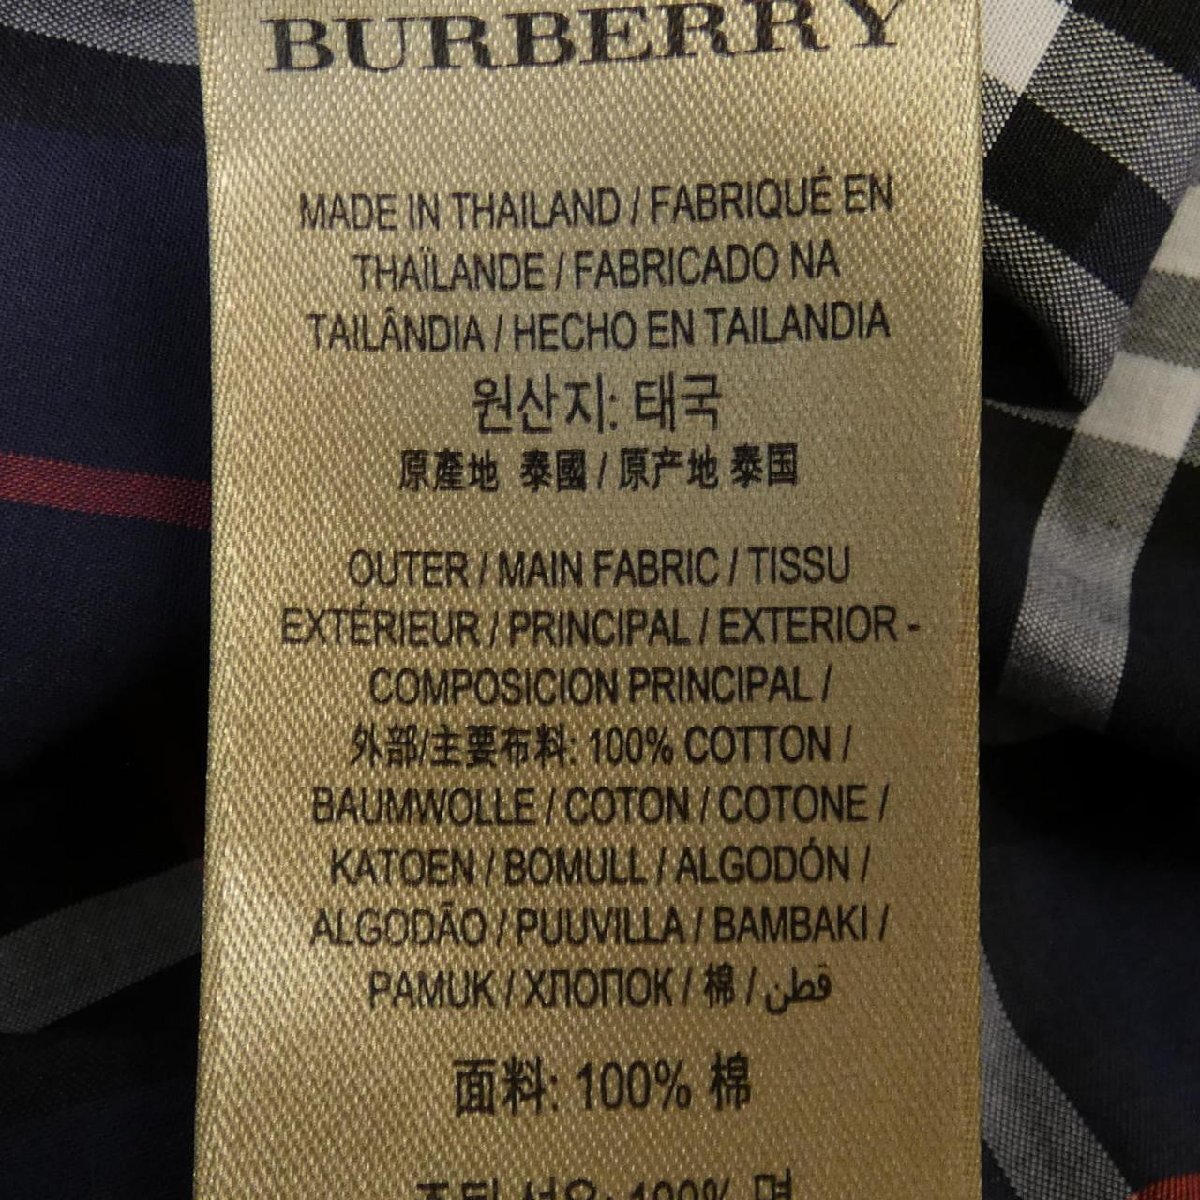 BURBERRY
MADE IN THAILAND / FABRIQUÉ EN
THAÏLANDE / FABRICADO NA
TAILÂNDIA / HECHO EN TAILANDIA
원산지: 태국
原產地 泰國 / 原产地 泰国
OUTER / MAIN FABRIC / TISSU
EXTÉRIEUR / PRINCIPAL / EXTERIOR -
COMPOSICION PRINCIPAL /
外部/主要布料: 100% COTTON /
BAUMWOLLE / COTON / COTONE /
KATOEN / BOMULL / ALGODÓN /
ALGODÃO / PUUVILLA / BAMBAKI /
PAMUK / ХЛОПОК / 棉 / قطن
面料: 100% 棉
100% 면